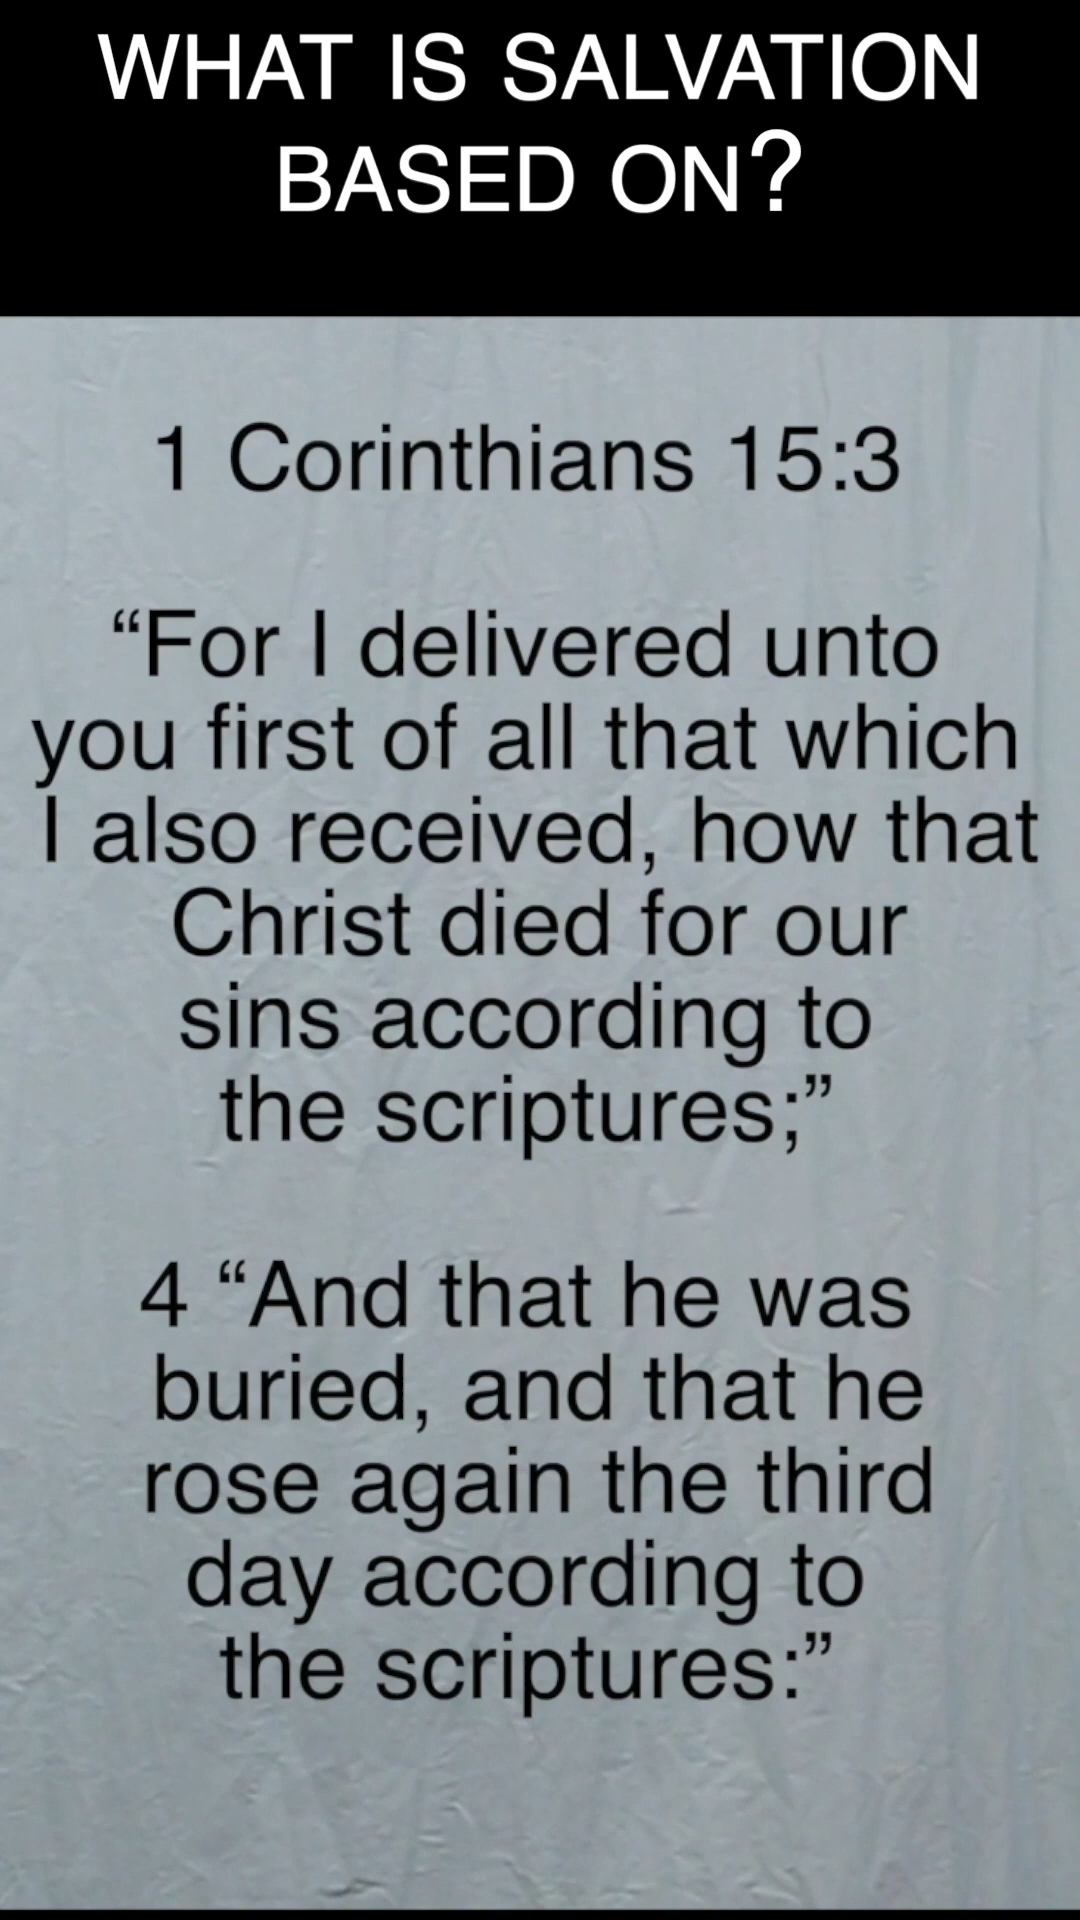 WHAT IS SALVATION
BASED ON?
1 Corinthians 15:3
“For I delivered unto
you first of all that which
I also received, how that
Christ died for our
sins according to
the scriptures;”
4 “And that he was
buried, and that he
rose again the third
day according to
the scriptures:”